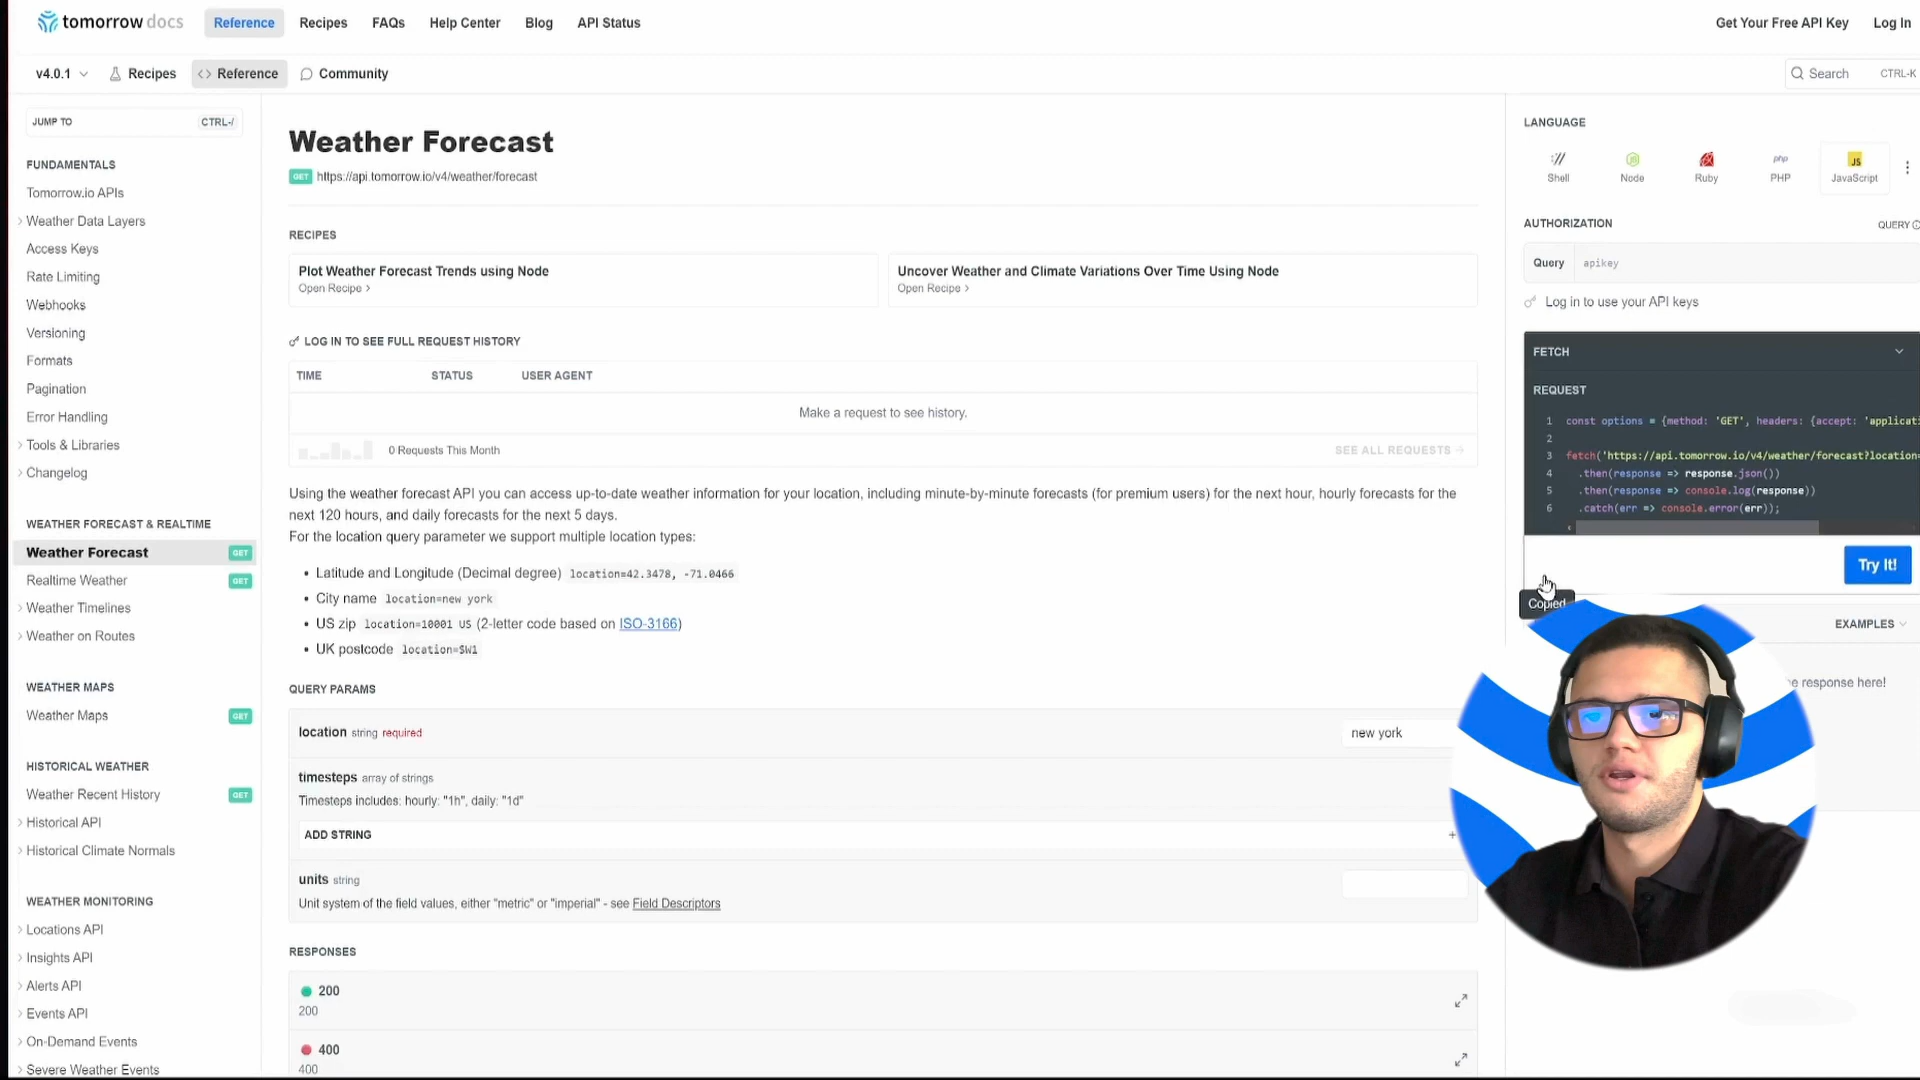 tomorrow docs
Reference
Recipes
FAQs
Help Center
Blog
API Status
Get Your Free API Key
Log In
v4.0.1
Recipes
Reference
Community
Search
CTRL-K
JUMP TO
CTRL-/
FUNDAMENTALS
Tomorrow.io APIs
Weather Data Layers
Access Keys
Rate Limiting
Webhooks
Versioning
Formats
Pagination
Error Handling
Tools & Libraries
Changelog
WEATHER FORECAST & REALTIME
Weather Forecast GET
Realtime Weather GET
Weather Timelines
Weather on Routes
WEATHER MAPS
Weather Maps GET
HISTORICAL WEATHER
Weather Recent History GET
Historical API
Historical Climate Normals
WEATHER MONITORING
Locations API
Insights API
Alerts API
Events API
On-Demand Events
Severe Weather Events
Weather Forecast
GET https://api.tomorrow.io/v4/weather/forecast
RECIPES
Plot Weather Forecast Trends using Node
Open Recipe >
Uncover Weather and Climate Variations Over Time Using Node
Open Recipe >
LOG IN TO SEE FULL REQUEST HISTORY
TIME STATUS USER AGENT
Make a request to see history.
0 Requests This Month
SEE ALL REQUESTS →
Using the weather forecast API you can access up-to-date weather information for your location, including minute-by-minute forecasts (for premium users) for the next hour, hourly forecasts for the
next 120 hours, and daily forecasts for the next 5 days.
For the location query parameter we support multiple location types:
• Latitude and Longitude (Decimal degree) location=42.3478, -71.0466
• City name location=new york
• US zip location=10001 US (2-letter code based on ISO-3166)
• UK postcode location=SW1
QUERY PARAMS
location string required
new york
timesteps array of strings
Timesteps includes: hourly: "1h", daily: "1d"
ADD STRING +
units string
Unit system of the field values, either "metric" or "imperial" - see Field Descriptors
RESPONSES
200
200
400
400
LANGUAGE
Shell
Node
Ruby
php
PHP
JS
JavaScript
AUTHORIZATION
QUERY
Query apikey
Log in to use your API keys
FETCH
REQUEST
1 const options = {method: 'GET', headers: {accept: 'applicati
2
3 fetch('https://api.tomorrow.io/v4/weather/forecast?location=
4 .then(response => response.json())
5 .then(response => console.log(response))
6 .catch(err => console.error(err));
Try It!
Copied
EXAMPLES
response here!